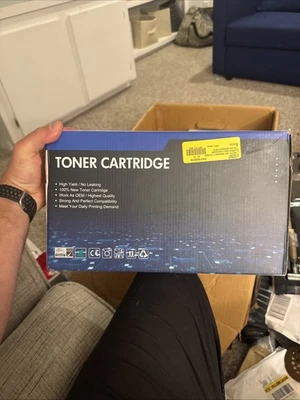 TONER CARTRIDGE
High Yield / No Leaking
100% New Toner Cartridge
Work As OEM / Highest Quality
Strong And Perfect Compatibility
Meet Your Daily Printing Demand